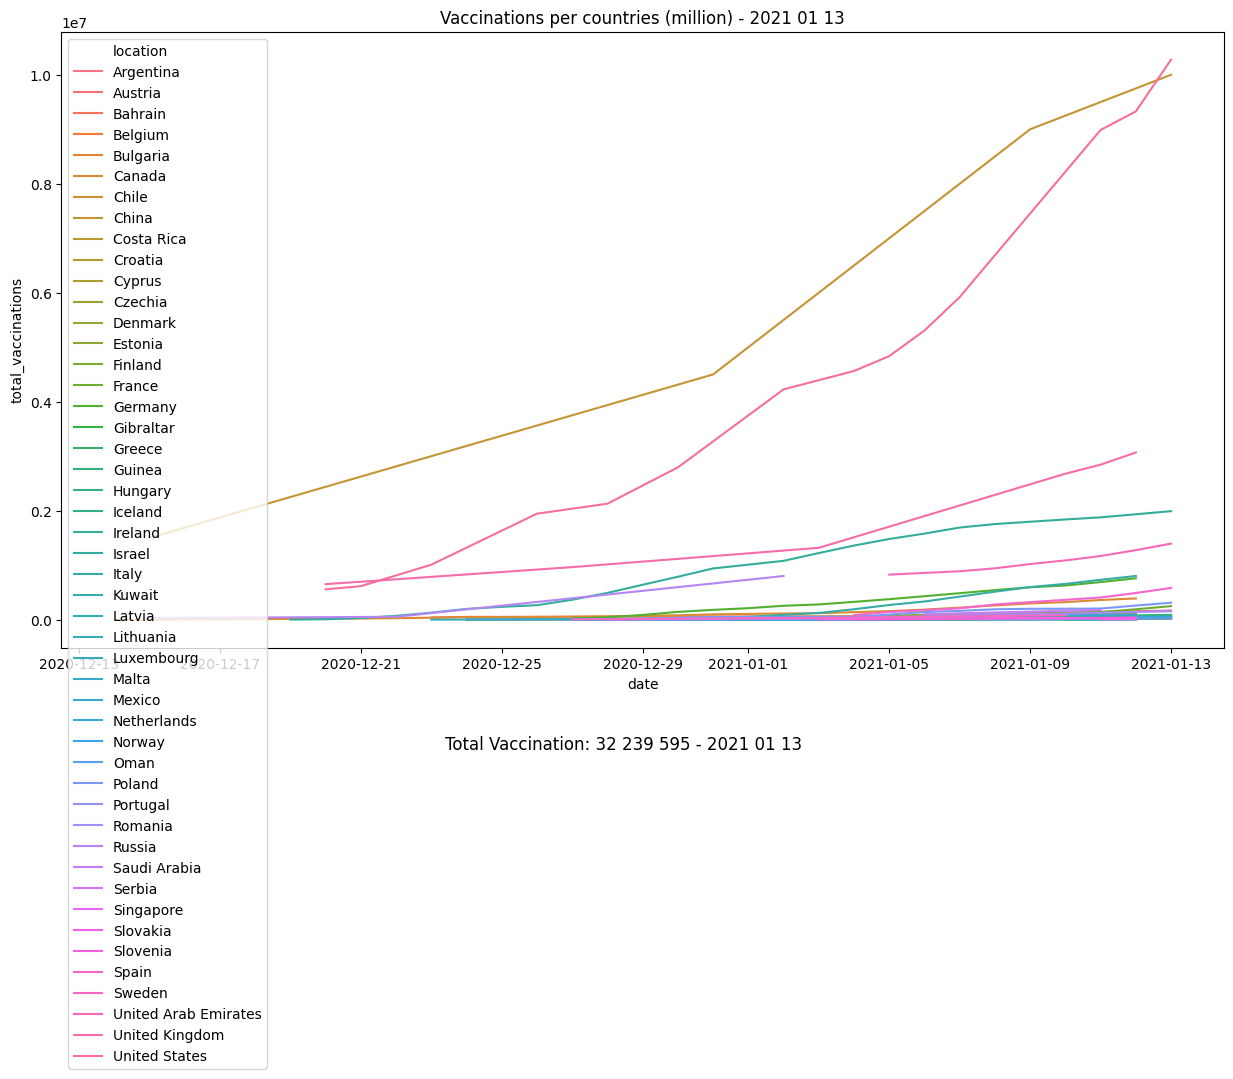 Vaccinations per countries (million) - 2021 01 13
1e7
1.0
0.8
0.6
0.4
0.2
0.0
total_vaccinations
location
Argentina
Austria
Bahrain
Belgium
Bulgaria
Canada
Chile
China
Costa Rica
Croatia
Cyprus
Czechia
Denmark
Estonia
Finland
France
Germany
Gibraltar
Greece
Guinea
Hungary
Iceland
Ireland
Israel
Italy
Kuwait
Latvia
Lithuania
Luxembourg
Malta
Mexico
Netherlands
Norway
Oman
Poland
Portugal
Romania
Russia
Saudi Arabia
Serbia
Singapore
Slovakia
Slovenia
Spain
Sweden
United Arab Emirates
United Kingdom
United States
2020-12-13 2020-12-17 2020-12-21 2020-12-25 2020-12-29 2021-01-01 2021-01-05 2021-01-09 2021-01-13
date
Total Vaccination: 32 239 595 - 2021 01 13